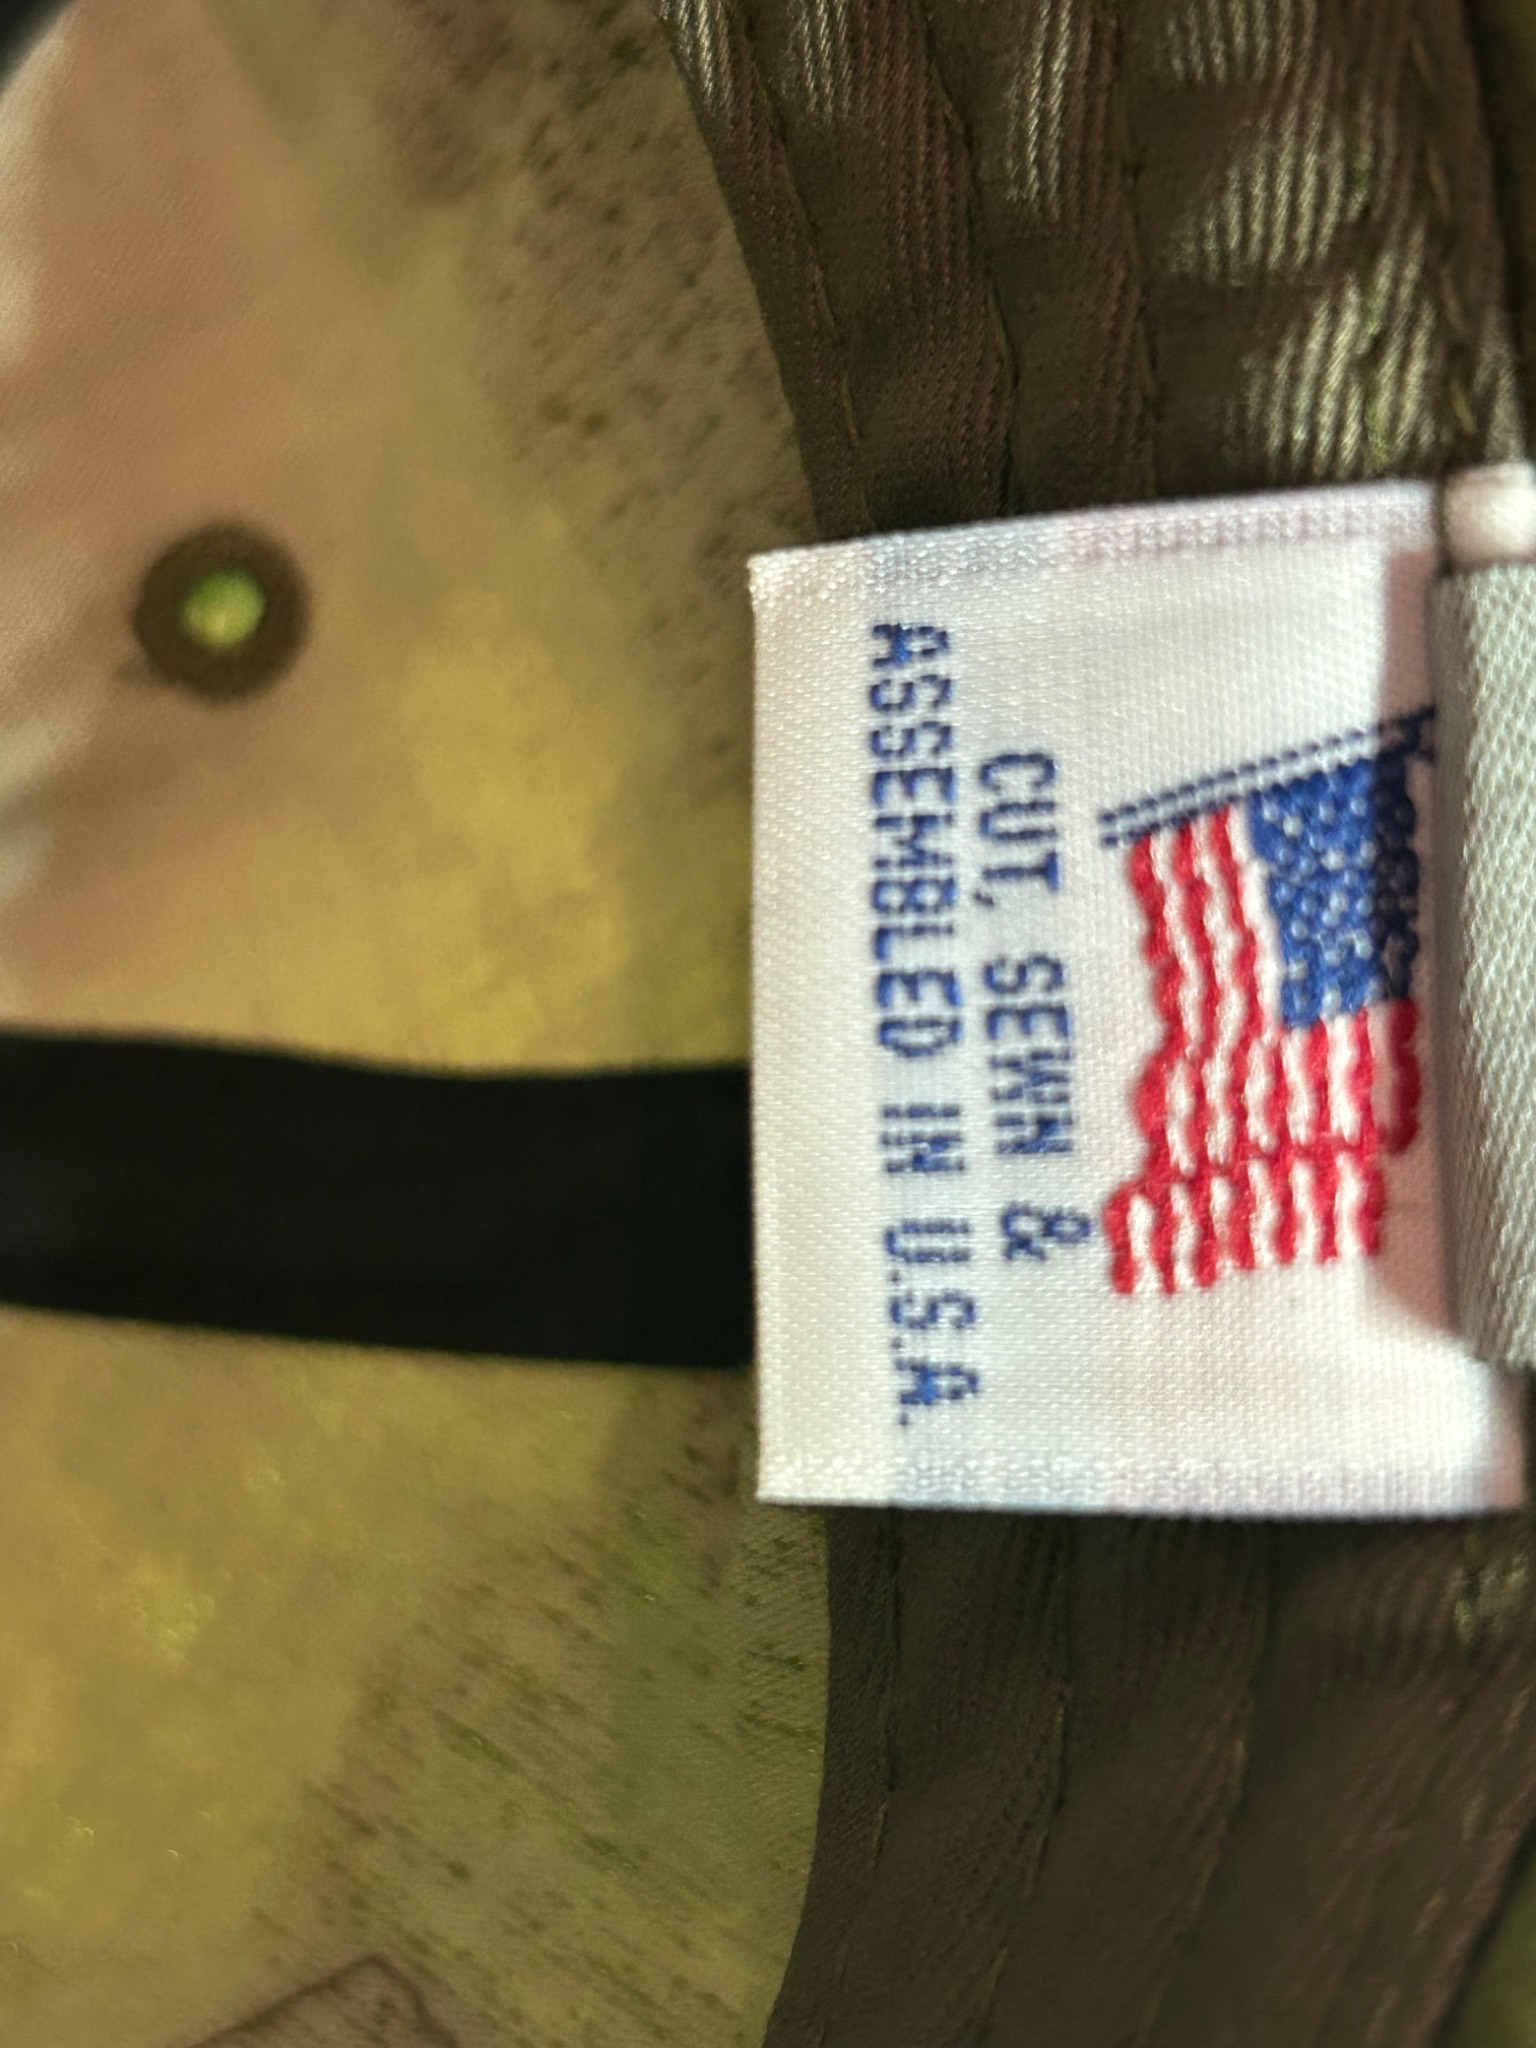 CUT, SEWN &
ASSEMBLED IN U.S.A.